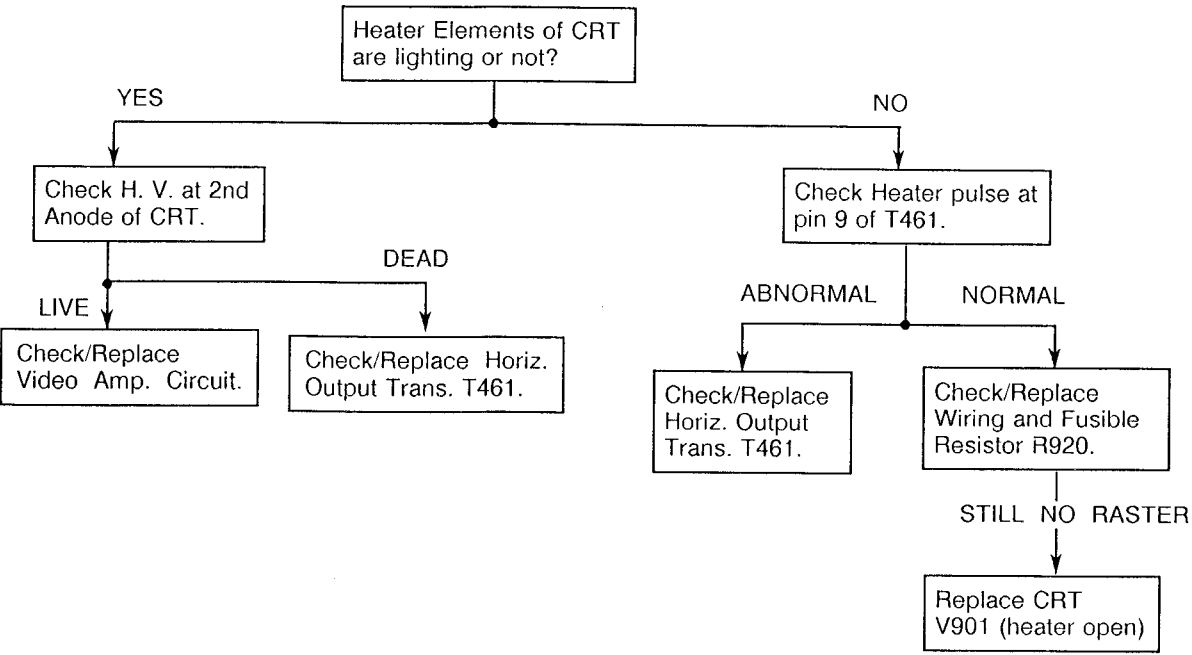 Heater Elements of CRT
are lighting or not?
YES
NO
Check H. V. at 2nd
Anode of CRT.
Check Heater pulse at
pin 9 of T461.
DEAD
LIVE
ABNORMAL
NORMAL
Check/Replace
Video Amp. Circuit.
Check/Replace Horiz.
Output Trans. T461.
Check/Replace
Horiz. Output
Trans. T461.
Check/Replace
Wiring and Fusible
Resistor R920.
STILL NO RASTER
Replace CRT
V901 (heater open)